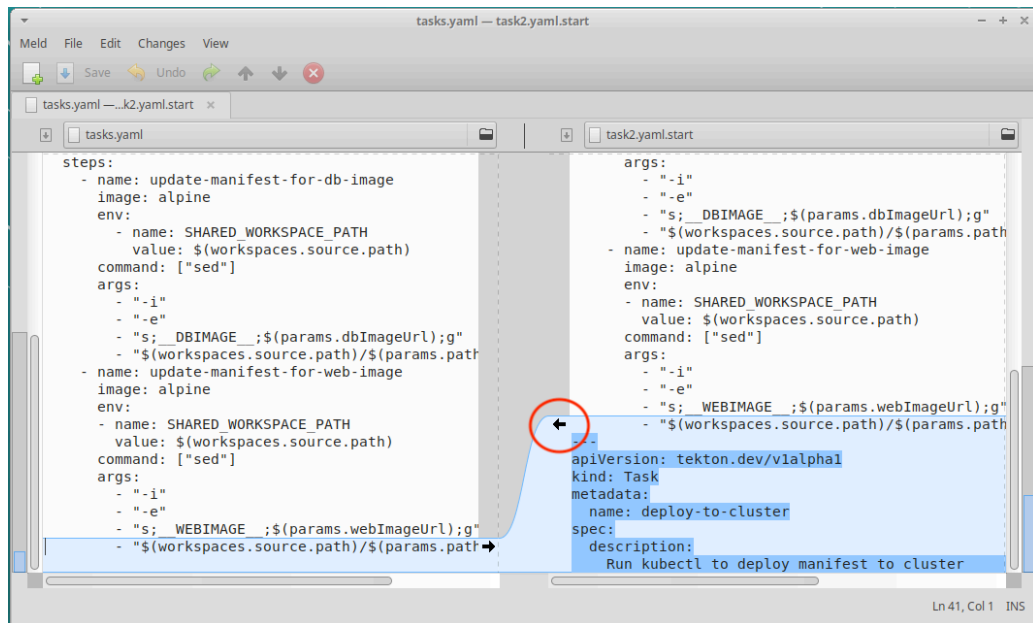 tasks.yaml — task2.yaml.start
Meld File Edit Changes View
Save Undo
tasks.yaml —...k2.yaml.start ×
tasks.yaml
steps:
- name: update-manifest-for-db-image
image: alpine
env:
- name: SHARED_WORKSPACE_PATH
value: $(workspaces.source.path)
command: ["sed"]
args:
- "-i"
- "-e"
- "s;__DBIMAGE__;$(params.dbImageUrl);g"
- "$(workspaces.source.path)/$(params.path
- name: update-manifest-for-web-image
image: alpine
env:
- name: SHARED_WORKSPACE_PATH
value: $(workspaces.source.path)
command: ["sed"]
args:
- "-i"
- "-e"
- "s;__WEBIMAGE__;$(params.webImageUrl);g"
- "$(workspaces.source.path)/$(params.path
task2.yaml.start
args:
- "-i"
- "-e"
- "s;__DBIMAGE__;$(params.dbImageUrl);g"
- "$(workspaces.source.path)/$(params.path
- name: update-manifest-for-web-image
image: alpine
env:
- name: SHARED_WORKSPACE_PATH
value: $(workspaces.source.path)
command: ["sed"]
args:
- "-i"
- "-e"
- "s;__WEBIMAGE__;$(params.webImageUrl);g"
- "$(workspaces.source.path)/$(params.path
---
apiVersion: tekton.dev/v1alpha1
kind: Task
metadata:
name: deploy-to-cluster
spec:
description:
Run kubectl to deploy manifest to cluster
Ln 41, Col 1 INS